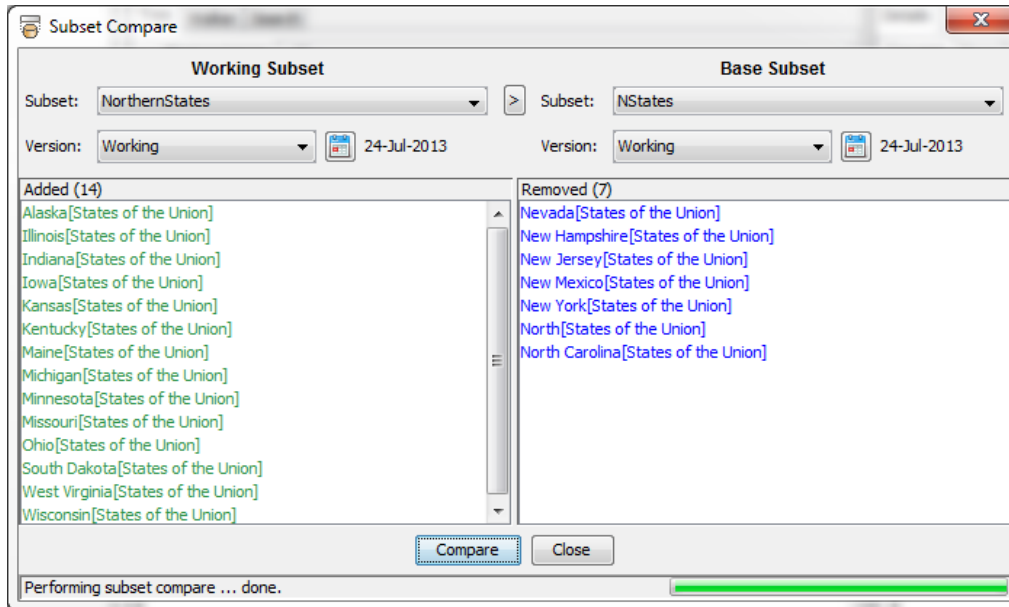 Subset Compare
x
Working Subset
Base Subset
Subset: NorthernStates > Subset: NStates
Version: Working 24-Jul-2013 Version: Working 24-Jul-2013
Added (14)
Alaska[States of the Union]
Illinois[States of the Union]
Indiana[States of the Union]
Iowa[States of the Union]
Kansas[States of the Union]
Kentucky[States of the Union]
Maine[States of the Union]
Michigan[States of the Union]
Minnesota[States of the Union]
Missouri[States of the Union]
Ohio[States of the Union]
South Dakota[States of the Union]
West Virginia[States of the Union]
Wisconsin[States of the Union]
Removed (7)
Nevada[States of the Union]
New Hampshire[States of the Union]
New Jersey[States of the Union]
New Mexico[States of the Union]
New York[States of the Union]
North[States of the Union]
North Carolina[States of the Union]
Compare Close
Performing subset compare ... done.